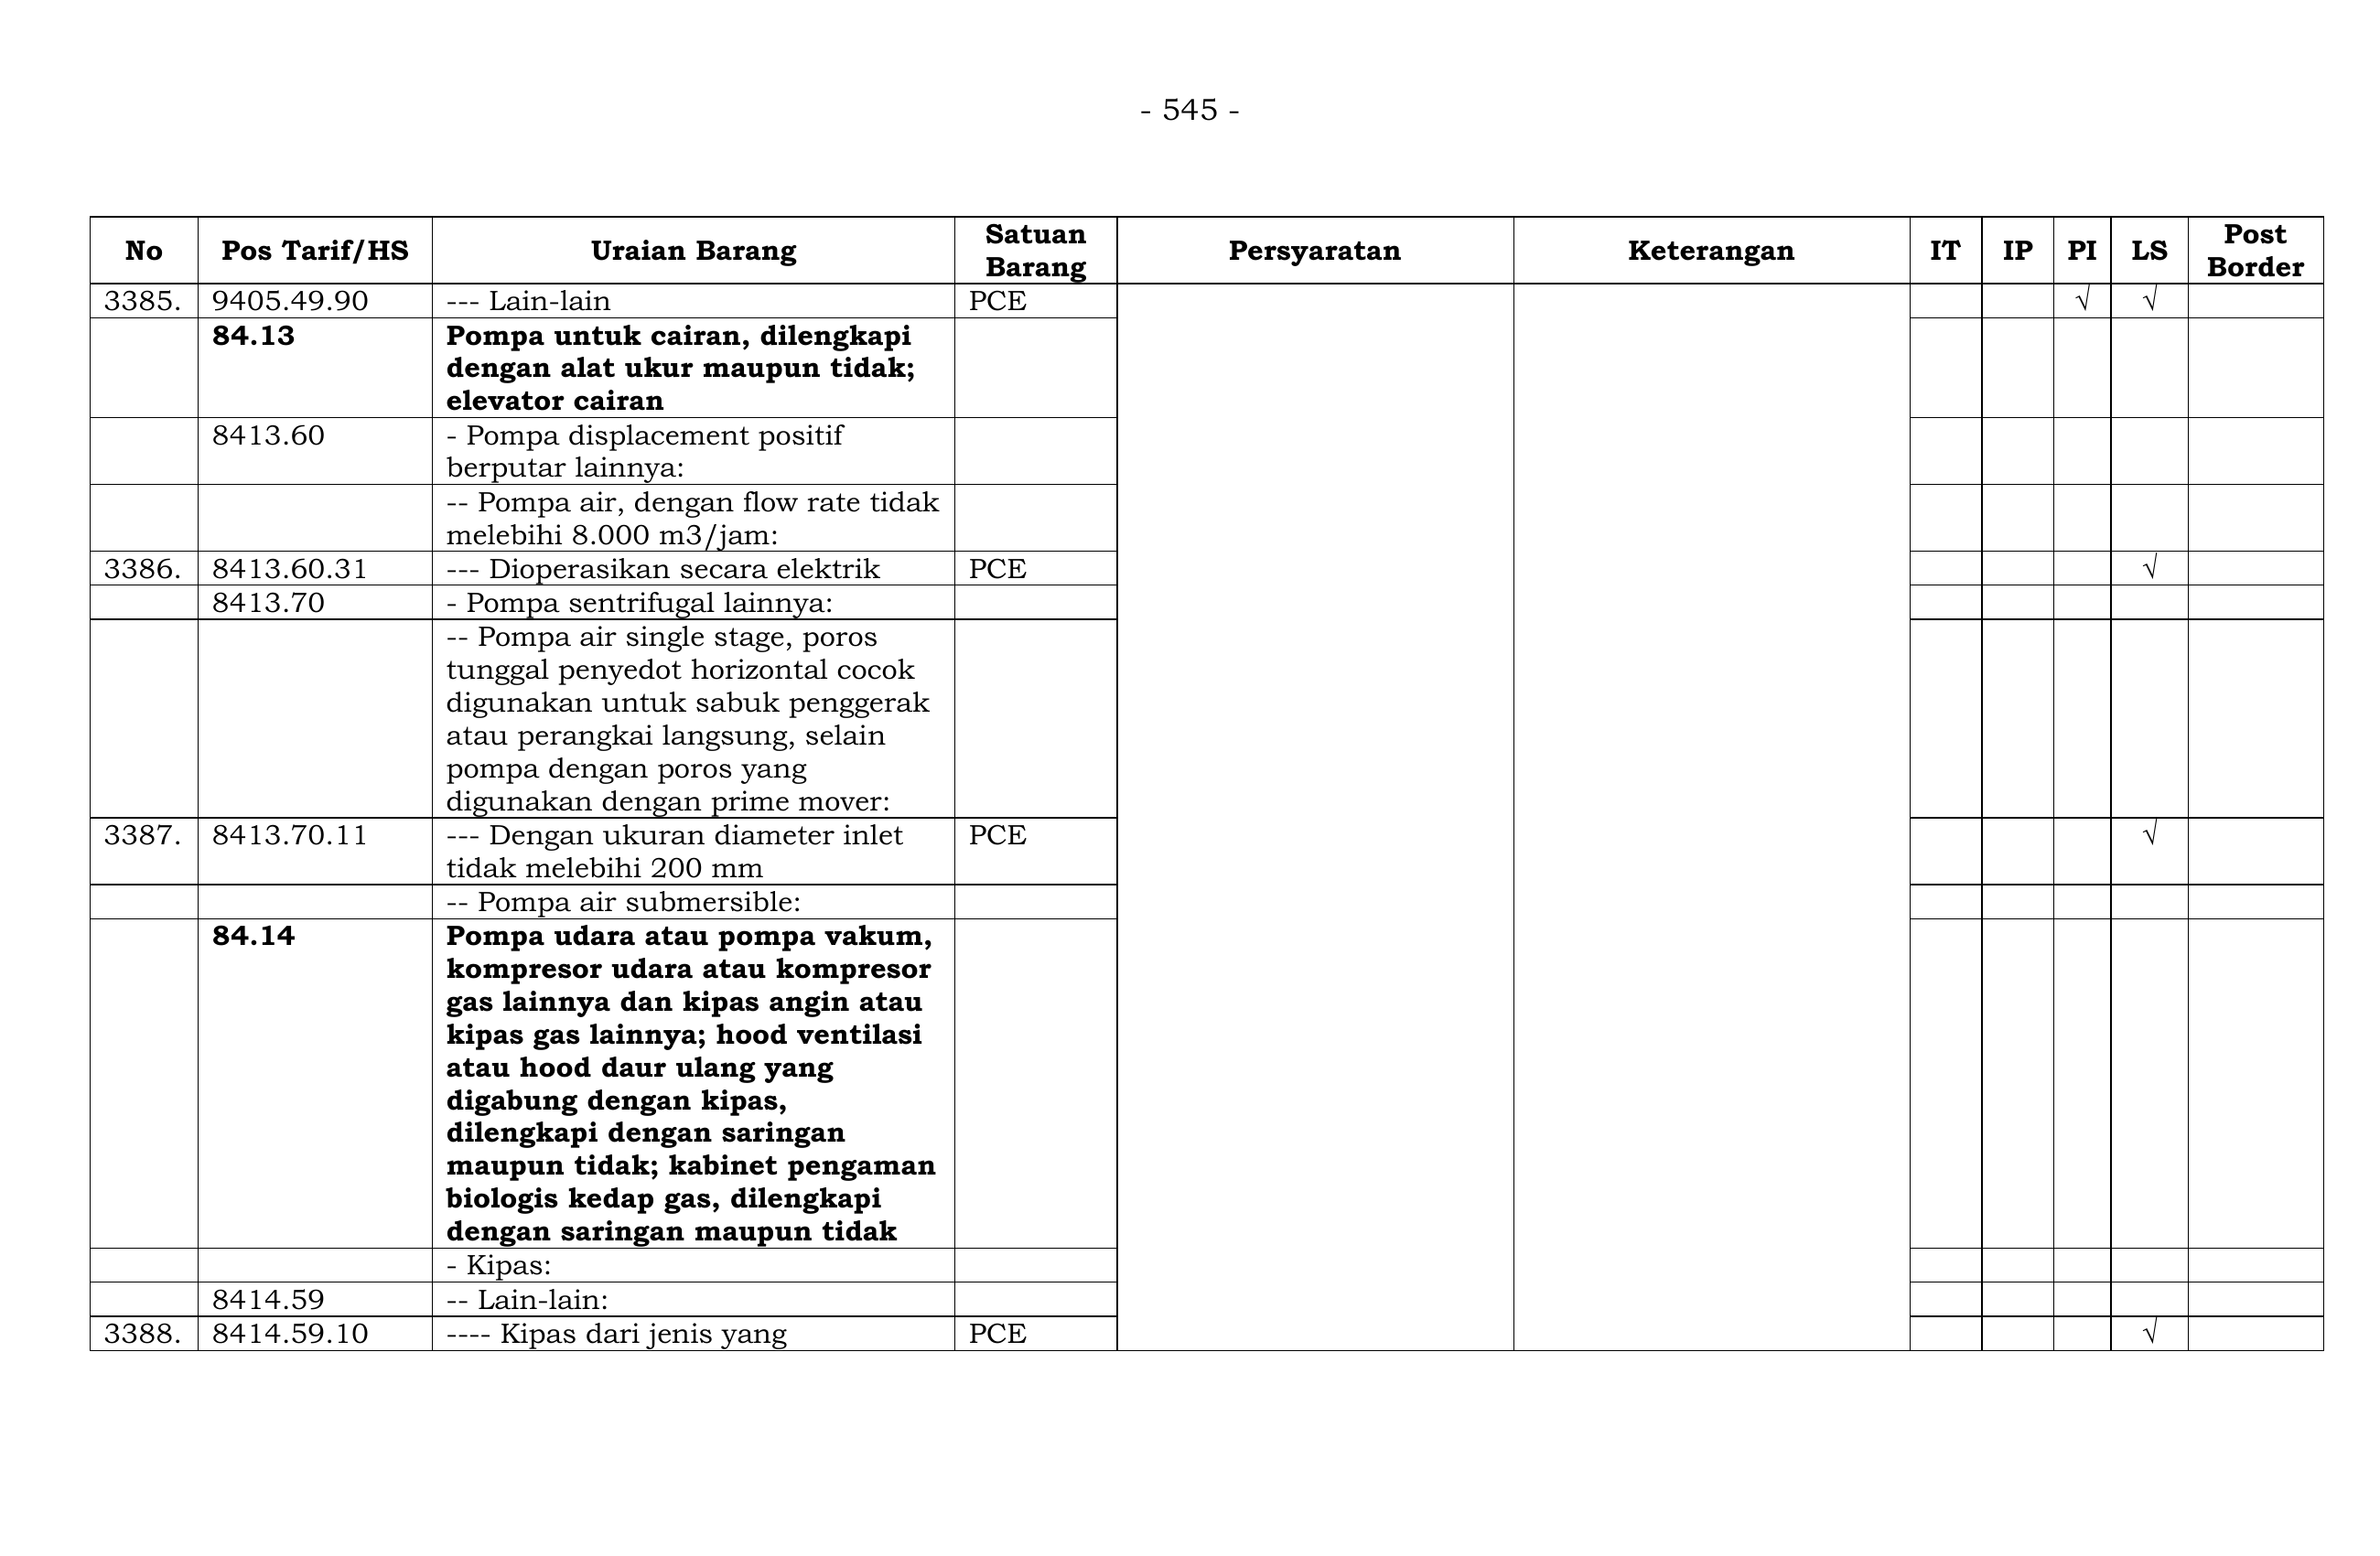 - 545 -
No Pos Tarif/HS Uraian Barang Satuan Barang Persyaratan Keterangan IT IP PI LS Post Border
3385. 9405.49.90 --- Lain-lain PCE √ √
84.13 Pompa untuk cairan, dilengkapi
dengan alat ukur maupun tidak;
elevator cairan
8413.60 - Pompa displacement positif
berputar lainnya:
-- Pompa air, dengan flow rate tidak
melebihi 8.000 m3/jam:
3386. 8413.60.31 --- Dioperasikan secara elektrik PCE √
8413.70 - Pompa sentrifugal lainnya:
-- Pompa air single stage, poros
tunggal penyedot horizontal cocok
digunakan untuk sabuk penggerak
atau perangkai langsung, selain
pompa dengan poros yang
digunakan dengan prime mover:
3387. 8413.70.11 --- Dengan ukuran diameter inlet PCE √
tidak melebihi 200 mm
-- Pompa air submersible:
84.14 Pompa udara atau pompa vakum,
kompresor udara atau kompresor
gas lainnya dan kipas angin atau
kipas gas lainnya; hood ventilasi
atau hood daur ulang yang
digabung dengan kipas,
dilengkapi dengan saringan
maupun tidak; kabinet pengaman
biologis kedap gas, dilengkapi
dengan saringan maupun tidak
- Kipas:
8414.59 -- Lain-lain:
3388. 8414.59.10 ---- Kipas dari jenis yang PCE √